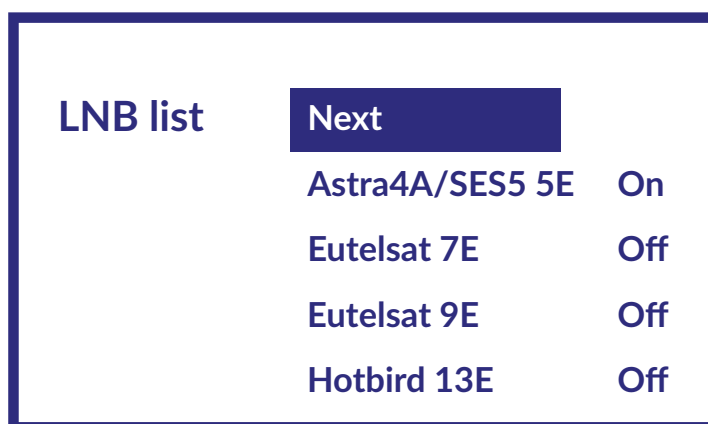 LNB list Next
Astra4A/SES5 5E On
Eutelsat 7E Off
Eutelsat 9E Off
Hotbird 13E Off